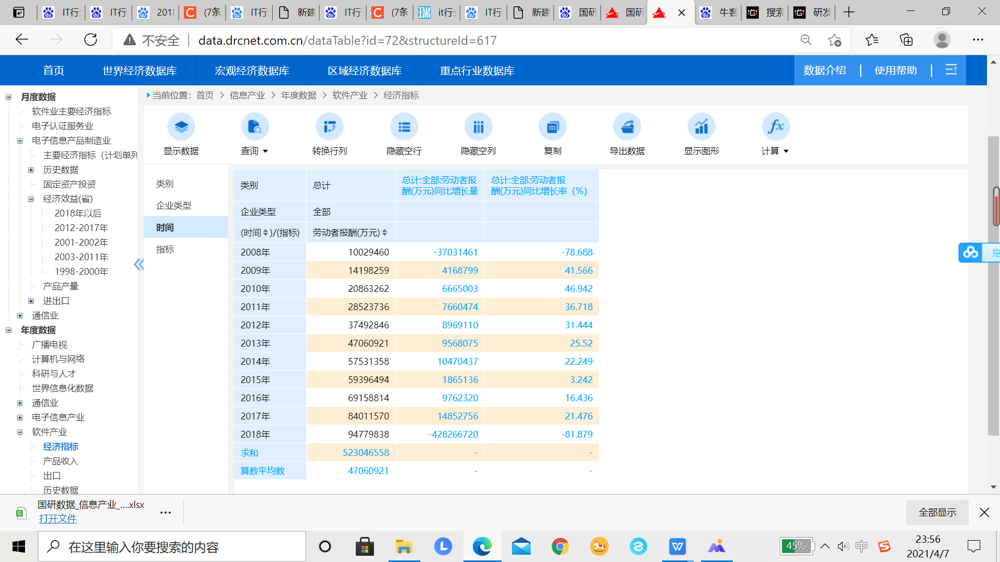 IT行业
IT行
2018
(7条
IT行
新建
IT行
(7条
it行业
IT行
新建
国研
国研
牛客
搜索
研发
不安全
data.drcnet.com.cn/dataTable?id=72&structureId=617
首页
世界经济数据库
宏观经济数据库
区域经济数据库
重点行业数据库
数据介绍
使用帮助
月度数据
软件业主要经济指标
电子认证服务业
电子信息产品制造业
主要经济指标（计划单列
历史数据
固定资产投资
经济效益(省)
2018年以后
2012-2017年
2001-2002年
2003-2011年
1998-2000年
产品产量
进出口
通信业
年度数据
广播电视
计算机与网络
科研与人才
世界信息化数据
通信业
电子信息产业
软件产业
经济指标
产品收入
出口
历史数据
当前位置： 首页 > 信息产业 > 年度数据 > 软件产业 > 经济指标
显示数据
查询
转换行列
隐藏空行
隐藏空列
复制
导出数据
显示图形
fx
计算
类别
企业类型
时间
指标
类别 总计 总计:全部:劳动者报
酬(万元)同比增长量 总计:全部:劳动者报
酬(万元)同比增长率（%）
企业类型 全部
(时间)/(指标) 劳动者报酬(万元)
2008年 10029460 -37031461 -78.688
2009年 14198259 4168799 41.566
2010年 20863262 6665003 46.942
2011年 28523736 7660474 36.718
2012年 37492846 8969110 31.444
2013年 47060921 9568075 25.52
2014年 57531358 10470437 22.249
2015年 59396494 1865136 3.242
2016年 69158814 9762320 16.436
2017年 84011570 14852756 21.476
2018年 94779838 -428266720 -81.879
求和 523046558 - -
算数平均数 47060921 - -
拖
国研数据_信息产业_....xlsx
打开文件
全部显示
在这里输入你要搜索的内容
45%
中
23:56
2021/4/7